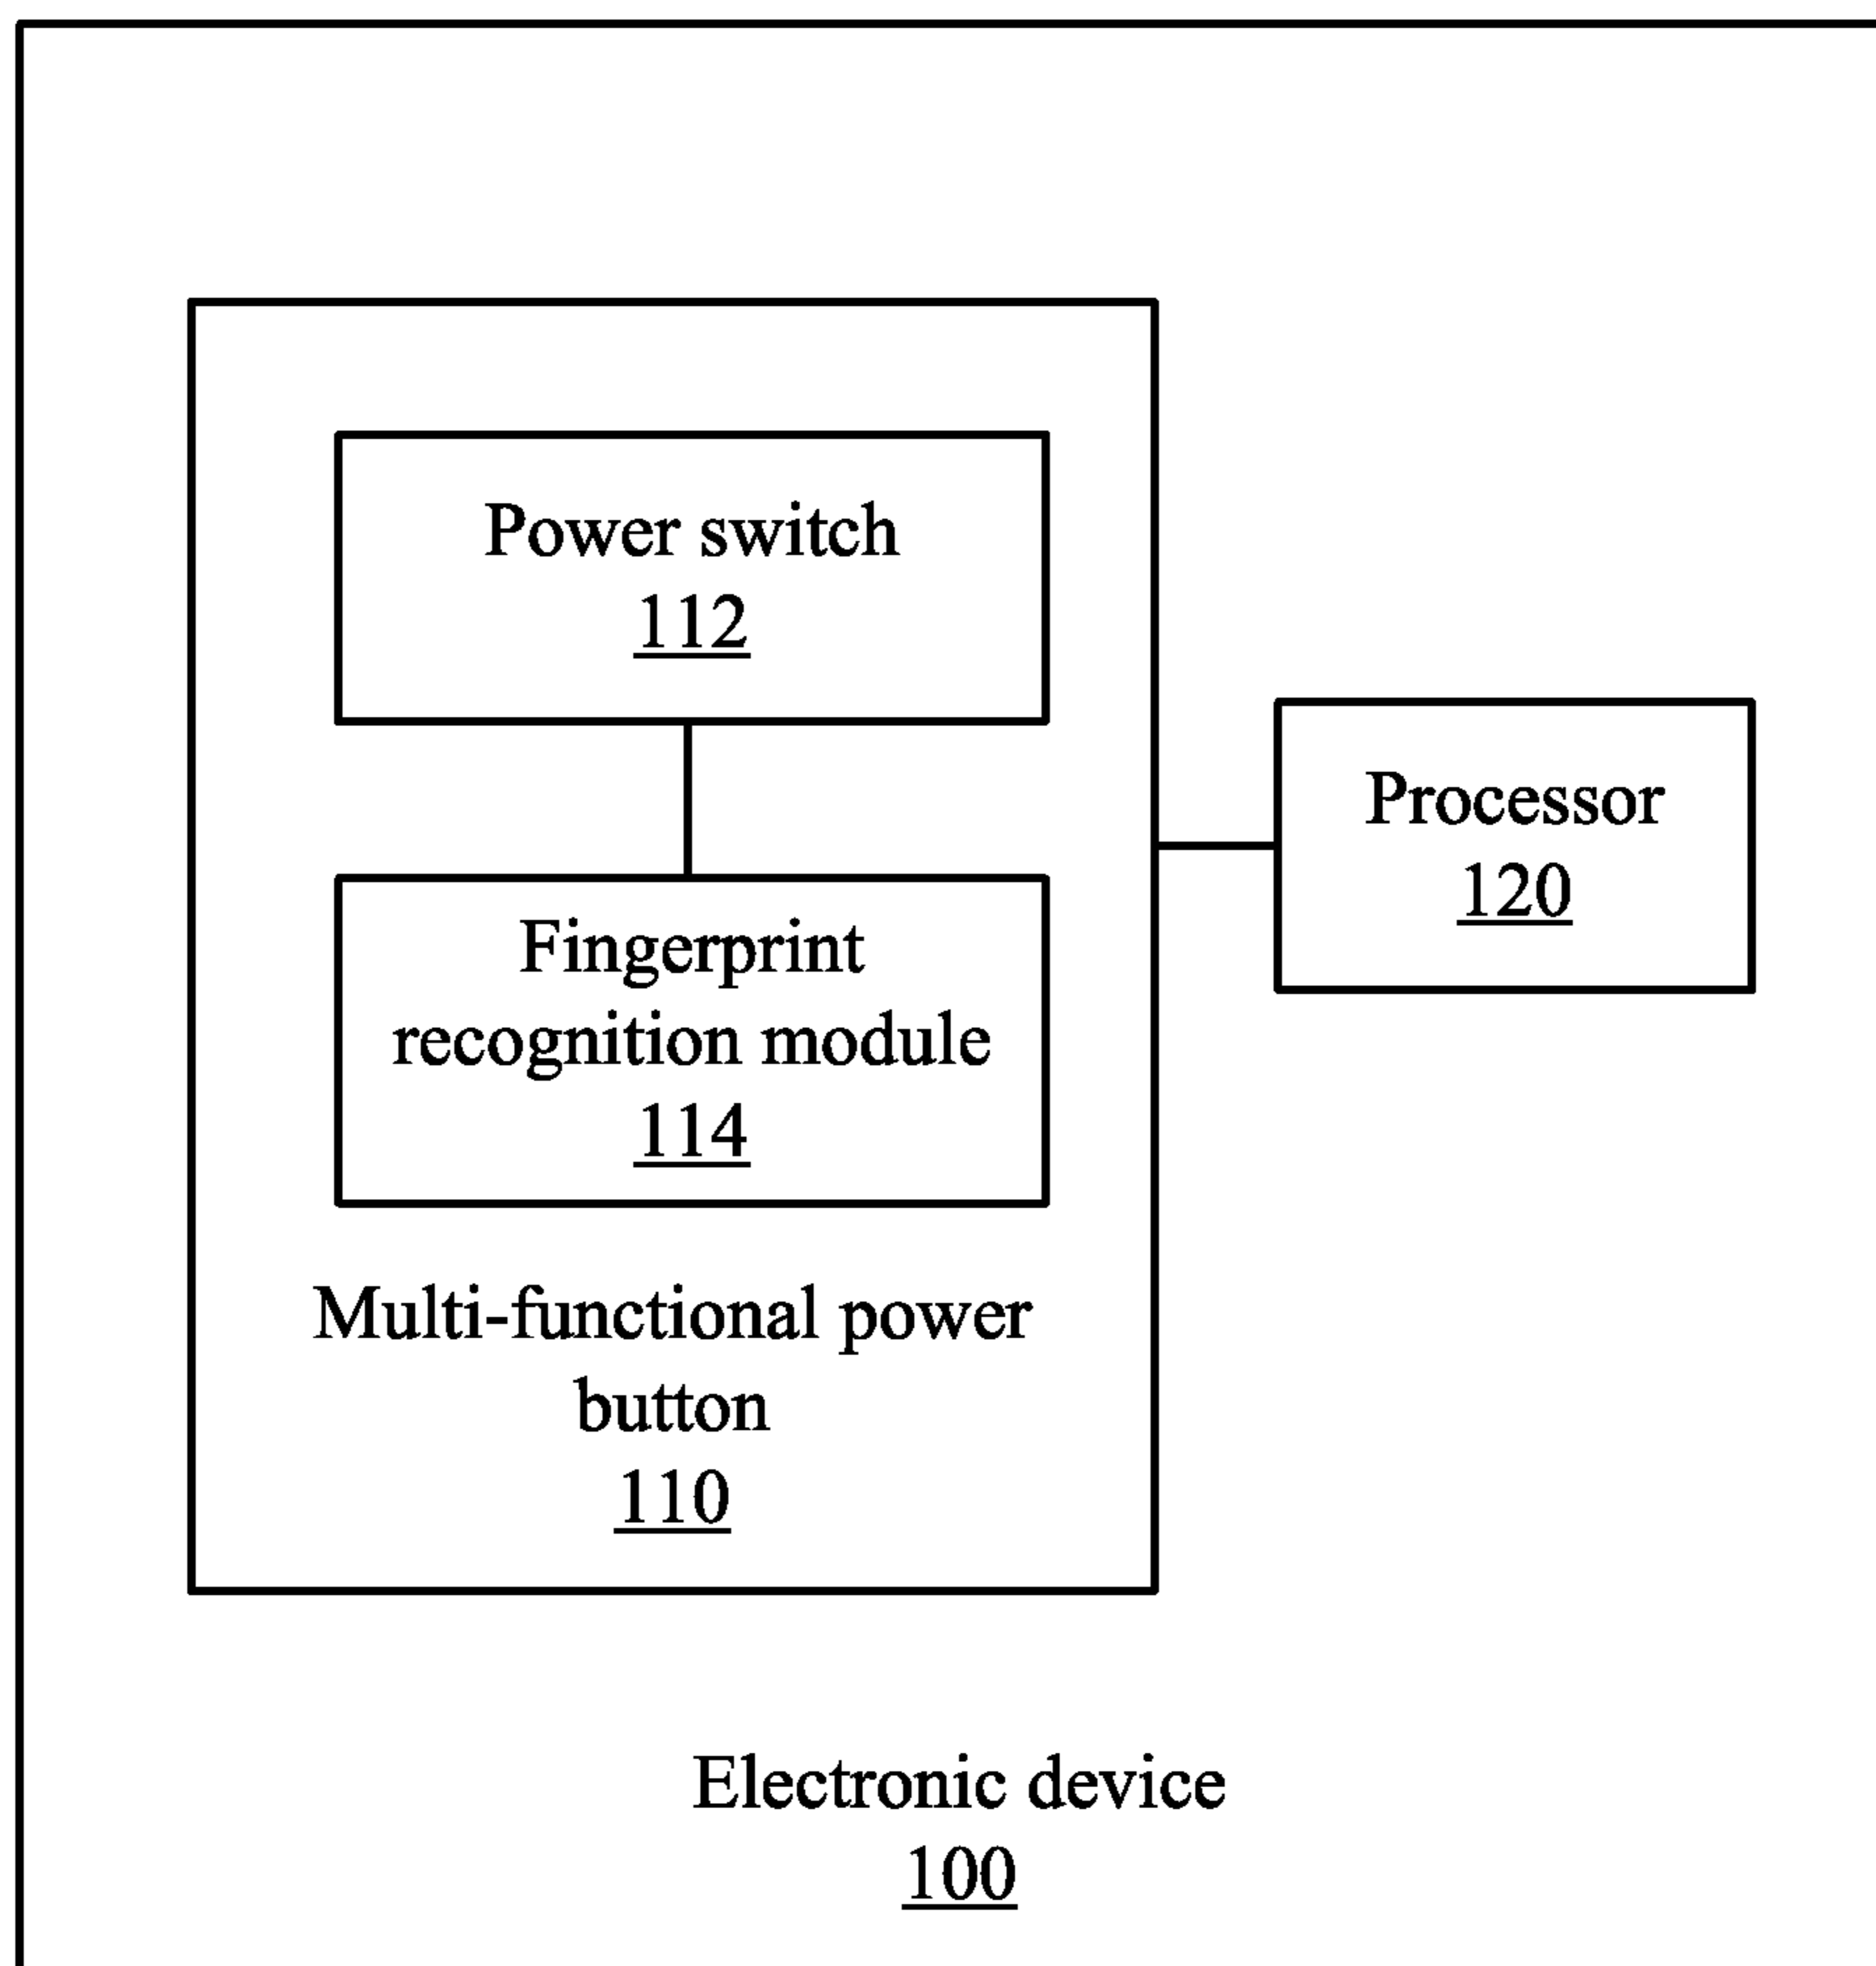 Power switch
112
Fingerprint
recognition module
114
Multi-functional power
button
110
Processor
120
Electronic device
100